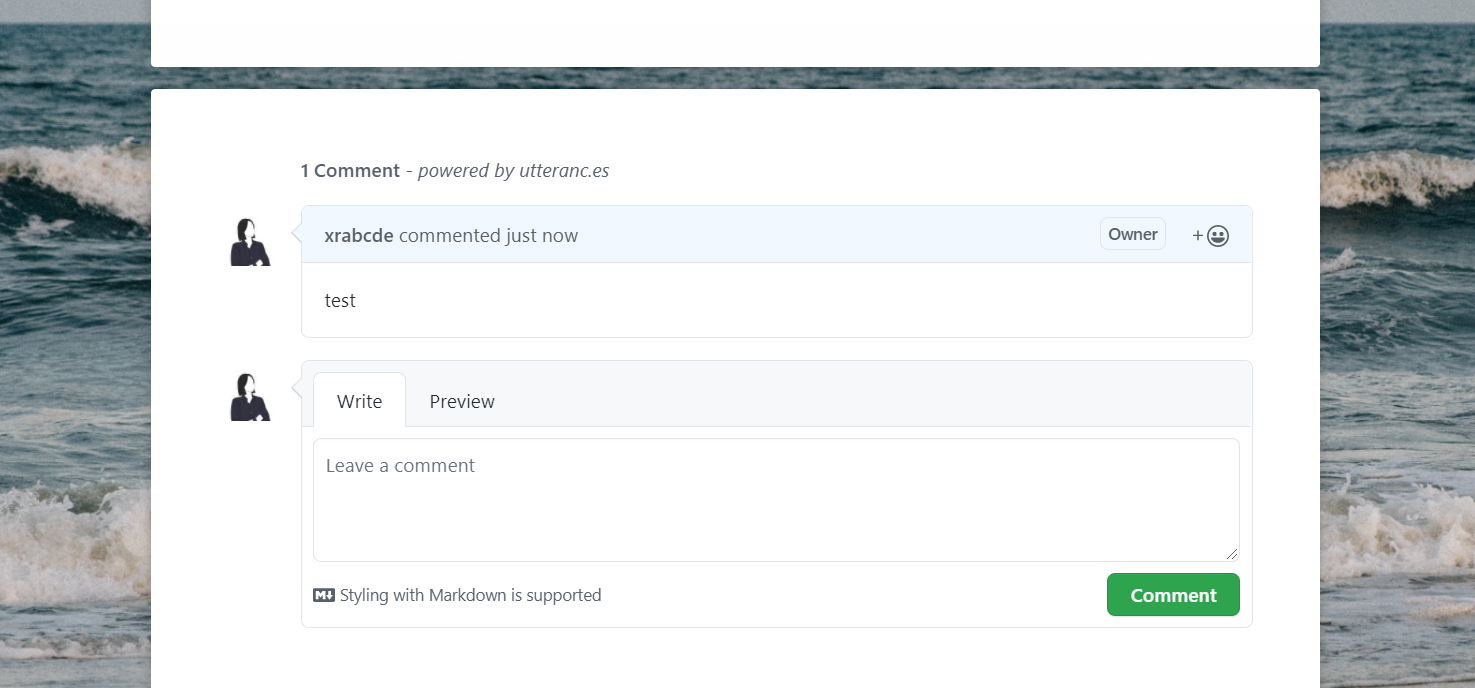 1 Comment - powered by utteranc.es
xrabcde commented just now
Owner
+
test
Write
Preview
Leave a comment
M Styling with Markdown is supported
Comment